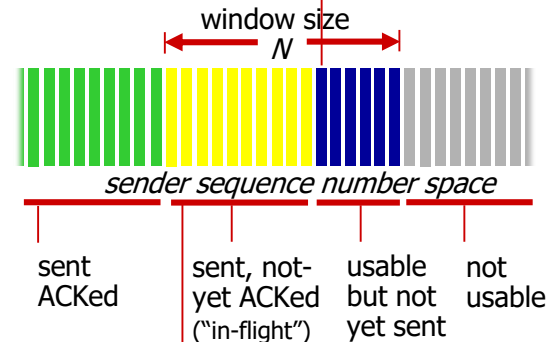 window size
N
sender sequence number space
sent
ACKed
sent, not-
yet ACKed
("in-flight")
usable
but not
yet sent
not
usable